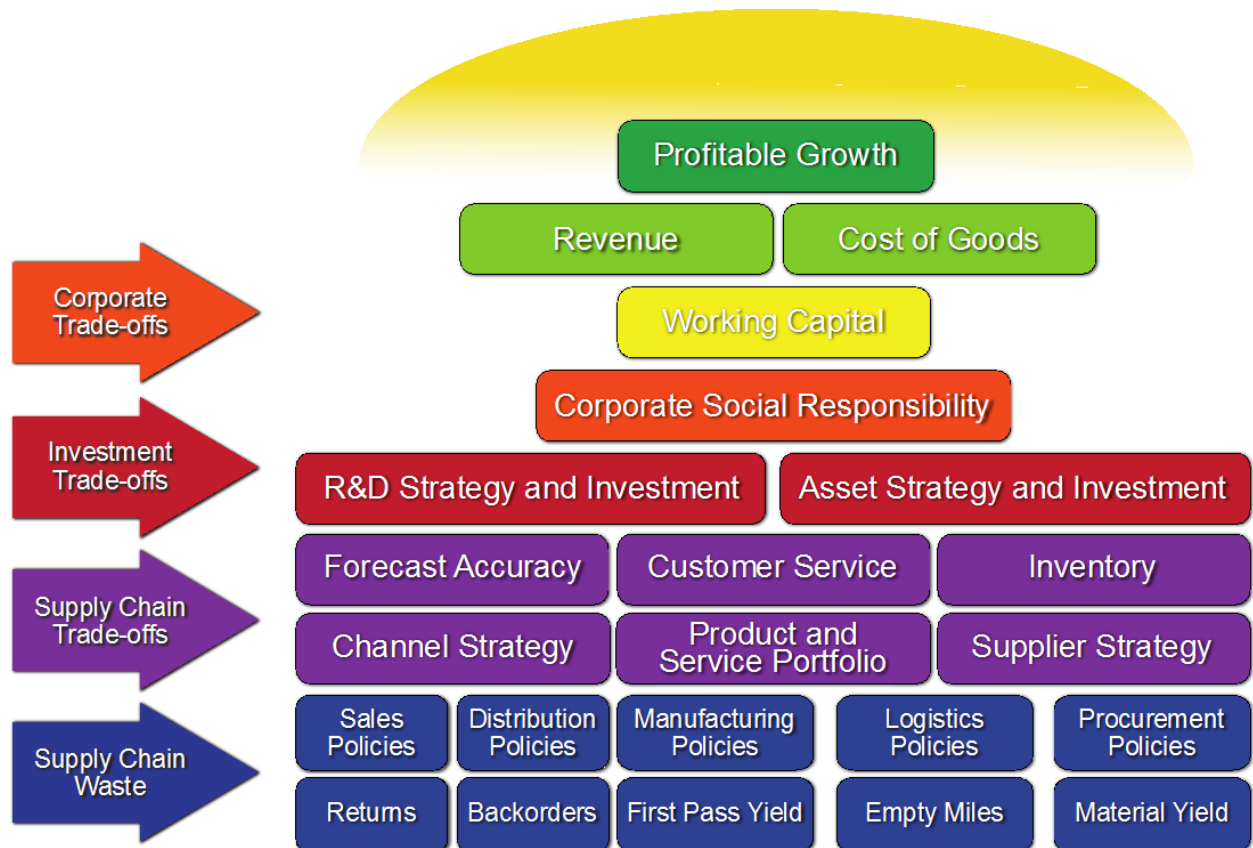 Profitable Growth
Revenue
Cost of Goods
Corporate
Trade-offs
Working Capital
Corporate Social Responsibility
Investment
Trade-offs
R&D Strategy and Investment
Asset Strategy and Investment
Supply Chain
Trade-offs
Forecast Accuracy
Customer Service
Inventory
Channel Strategy
Product and
Service Portfolio
Supplier Strategy
Supply Chain
Waste
Sales
Policies
Distribution
Policies
Manufacturing
Policies
Logistics
Policies
Procurement
Policies
Returns
Backorders
First Pass Yield
Empty Miles
Material Yield